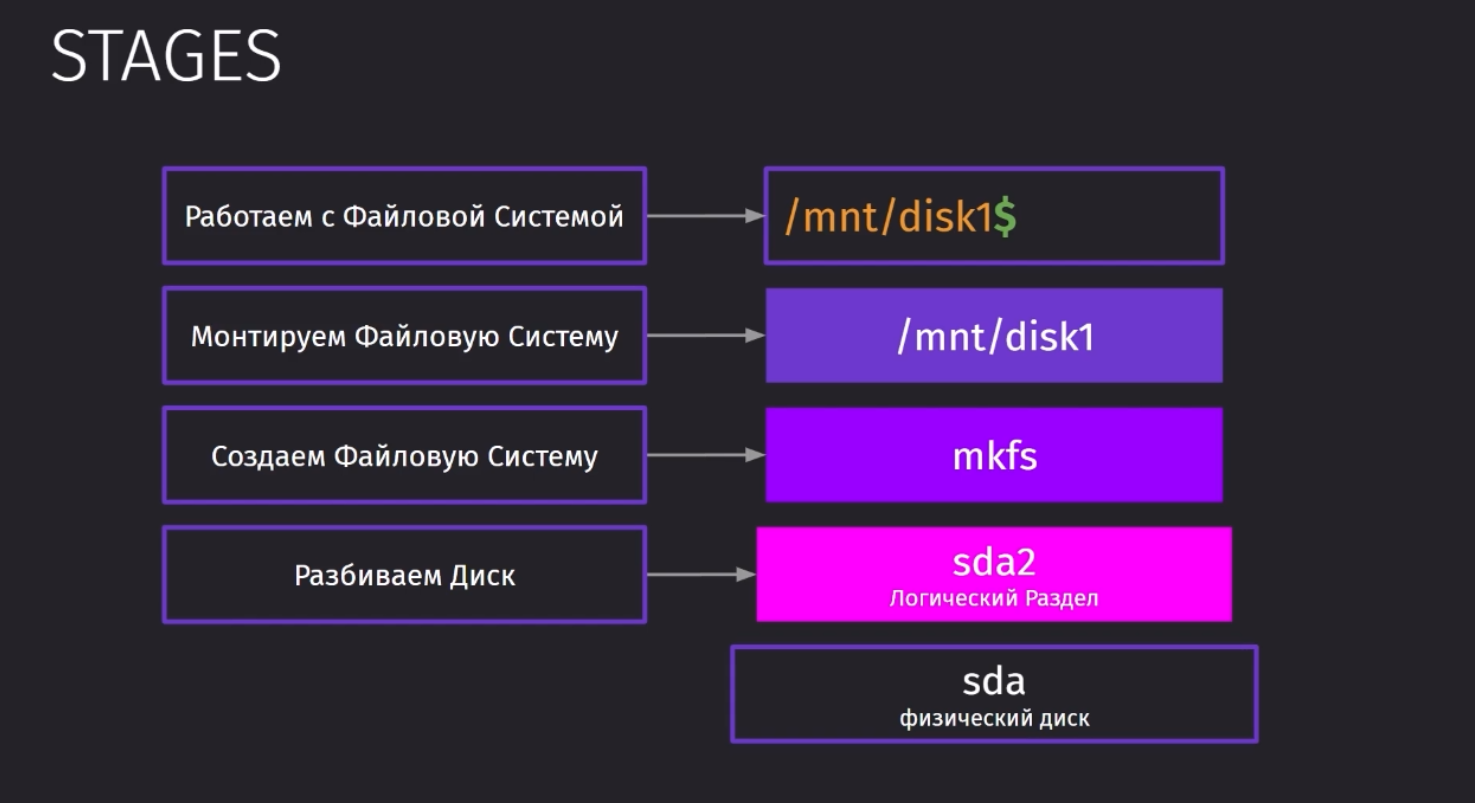 STAGES
Работаем с Файловой Системой
/mnt/disk1$
Монтируем Файловую Систему
/mnt/disk1
Создаем Файловую Систему
mkfs
Разбиваем Диск
sda2
Логический Раздел
sda
физический диск